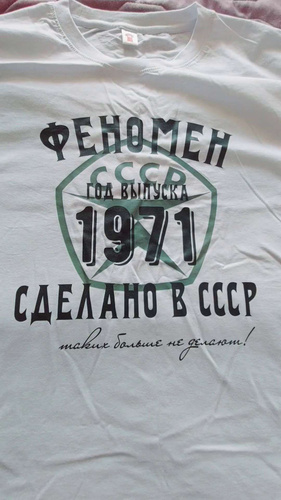 ФЕНОМЕН
СССР
ГОД ВЫПУСКА
1971
СДЕЛАНО В СССР
таких больше не делают!